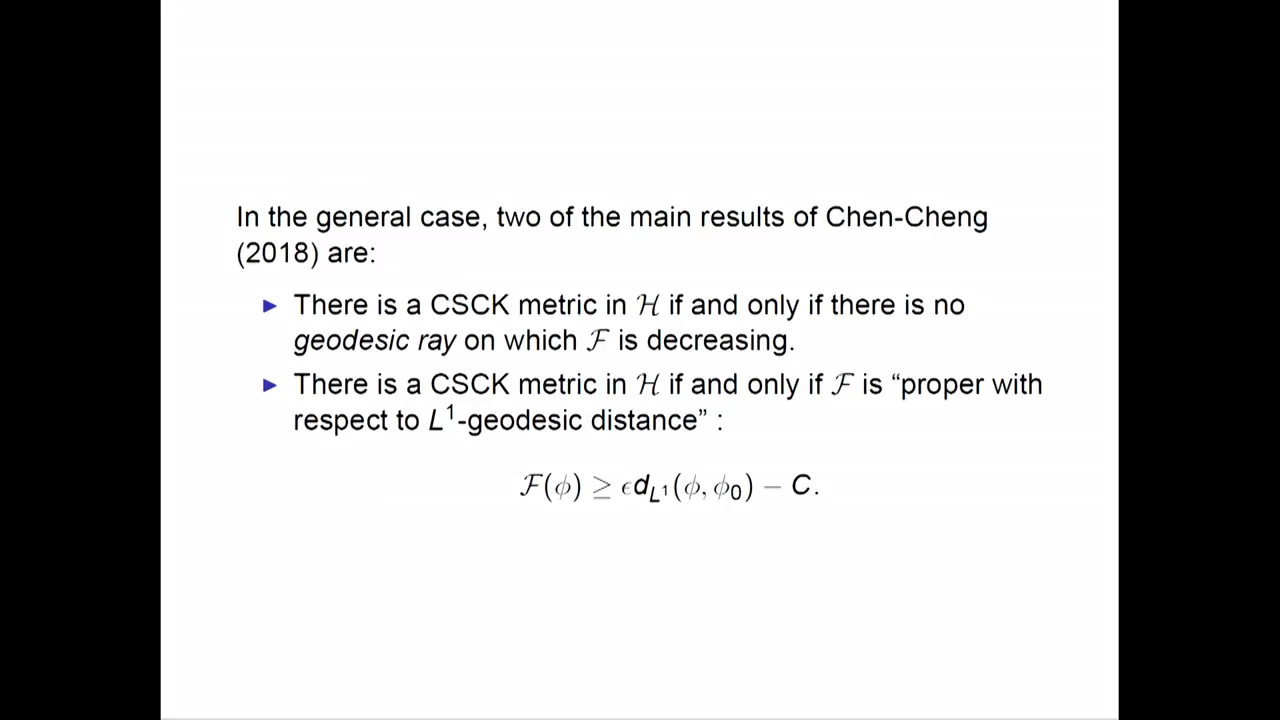 In the general case, two of the main results of Chen-Cheng
(2018) are:
▶ There is a CSCK metric in ℋ if and only if there is no
geodesic ray on which ℱ is decreasing.
▶ There is a CSCK metric in ℋ if and only if ℱ is “proper with
respect to L¹-geodesic distance” :
ℱ(ϕ) ≥ ϵd_{L¹}(ϕ, ϕ₀) − C.